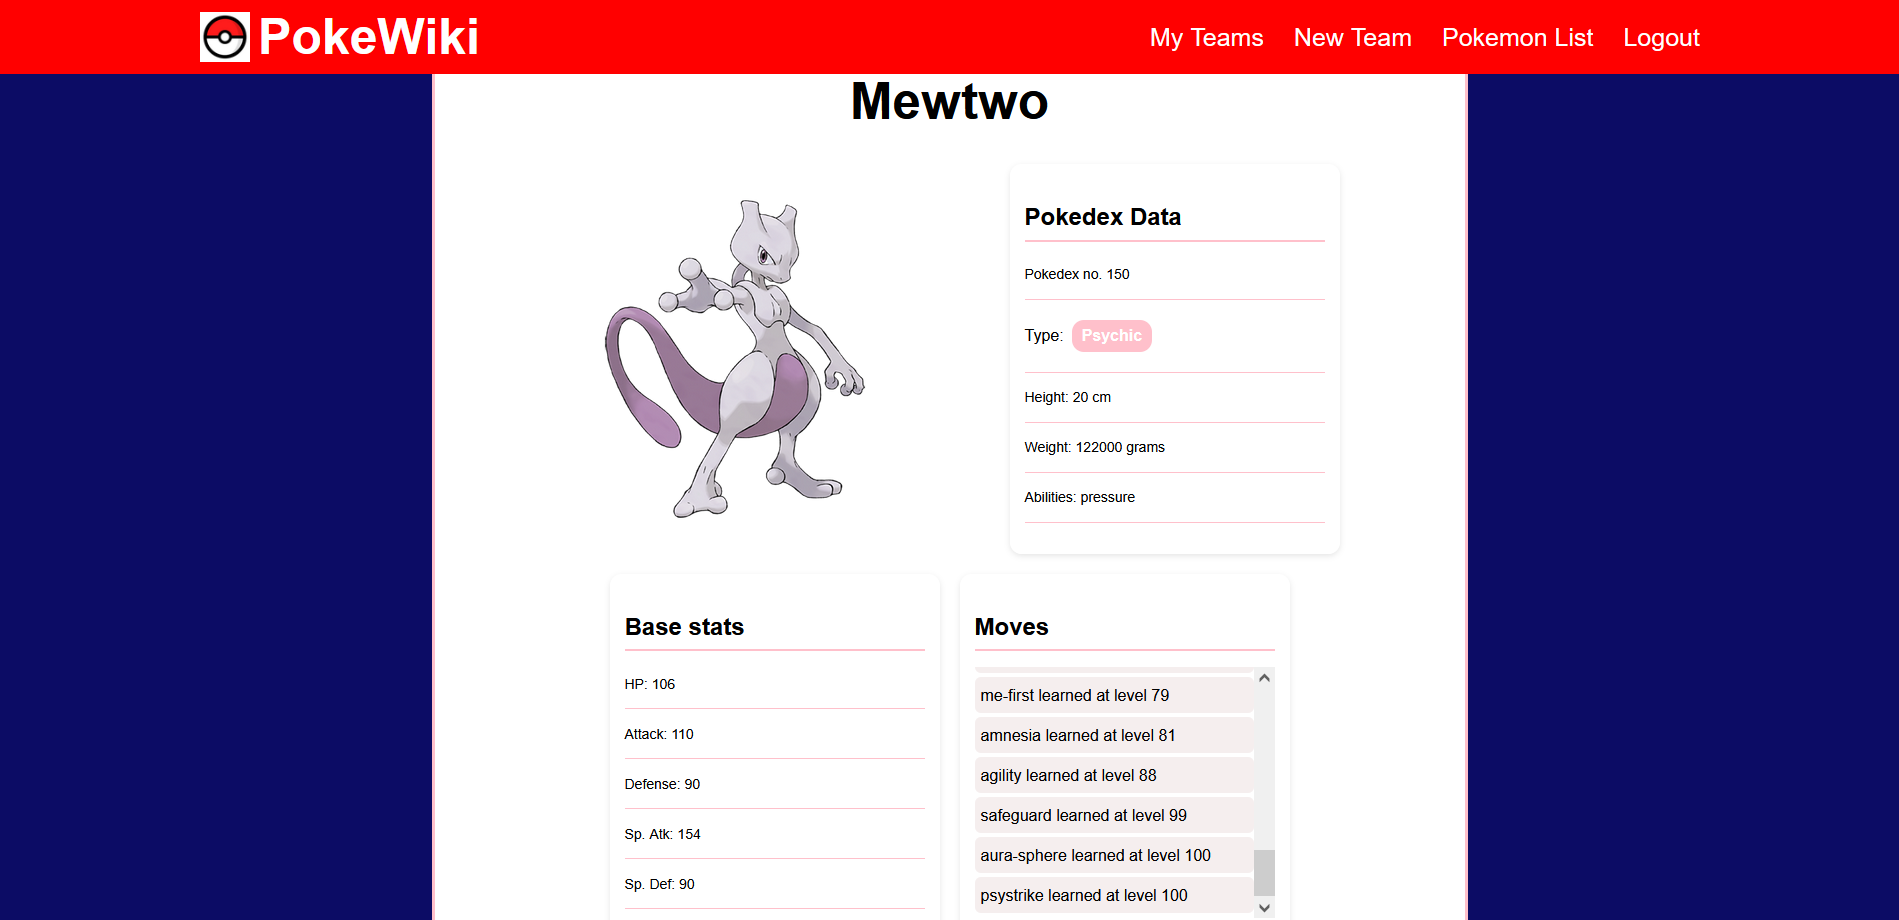 PokeWiki
My Teams
New Team
Pokemon List
Logout
Mewtwo
Pokedex Data
Pokedex no. 150
Type: Psychic
Height: 20 cm
Weight: 122000 grams
Abilities: pressure
Base stats
HP: 106
Attack: 110
Defense: 90
Sp. Atk: 154
Sp. Def: 90
Moves
me-first learned at level 79
amnesia learned at level 81
agility learned at level 88
safeguard learned at level 99
aura-sphere learned at level 100
psystrike learned at level 100